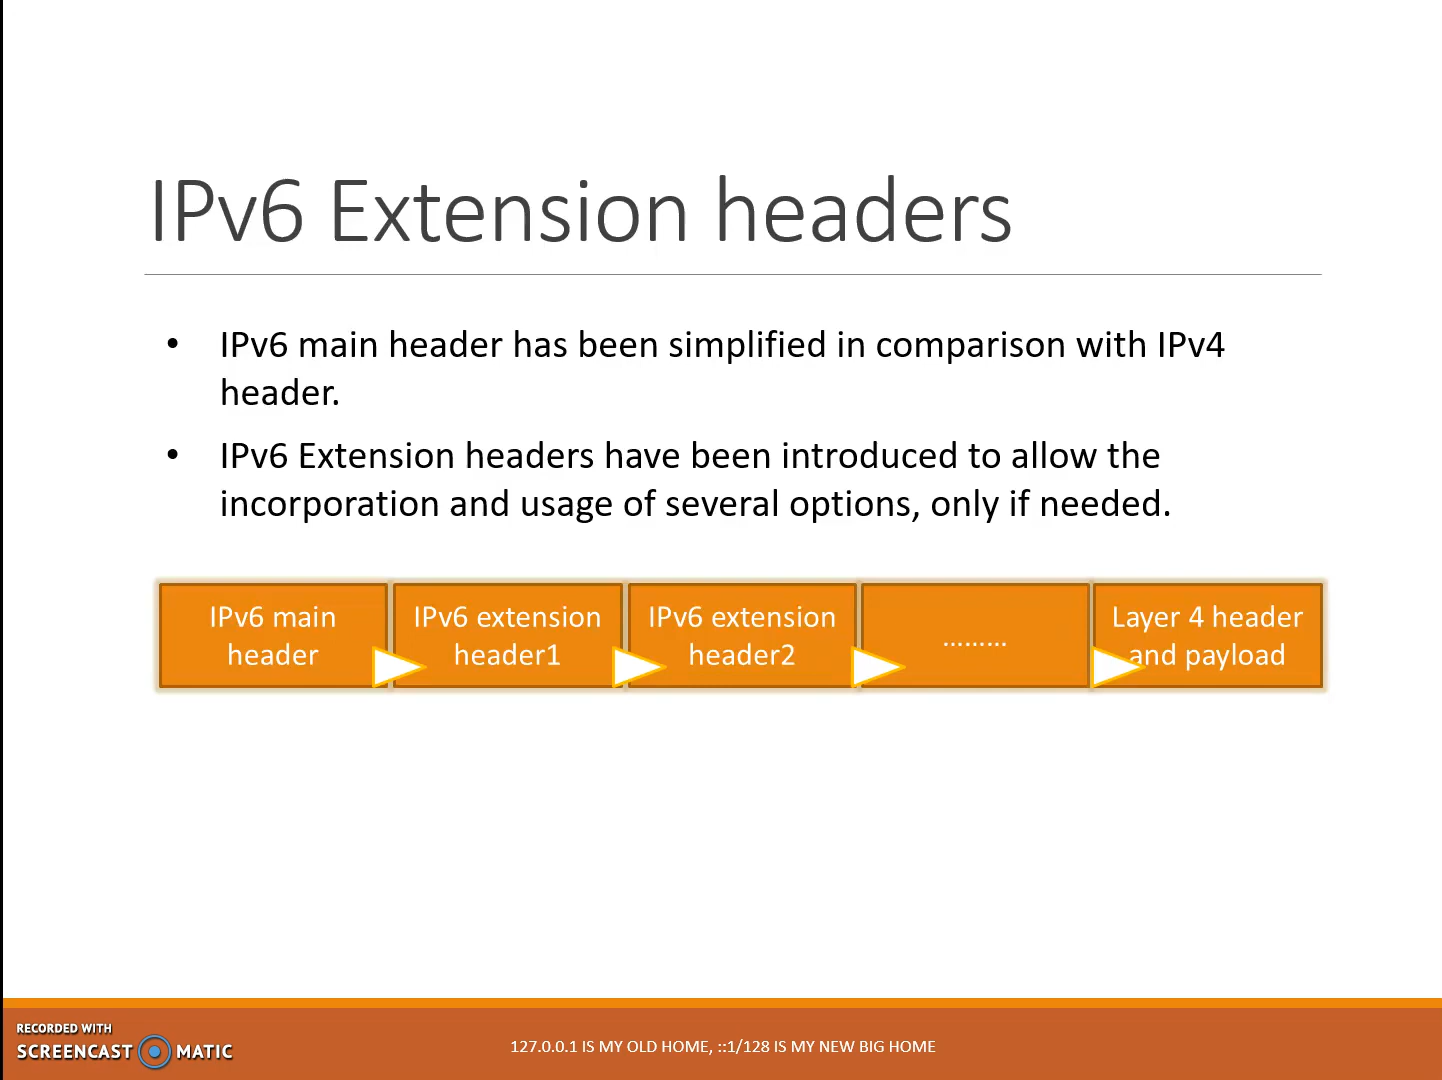 IPv6 Extension headers
• IPv6 main header has been simplified in comparison with IPv4
header.
• IPv6 Extension headers have been introduced to allow the
incorporation and usage of several options, only if needed.
IPv6 main
header
IPv6 extension
header1
IPv6 extension
header2
.........
Layer 4 header
and payload
RECORDED WITH
SCREENCAST MATIC
127.0.0.1 IS MY OLD HOME, ::1/128 IS MY NEW BIG HOME